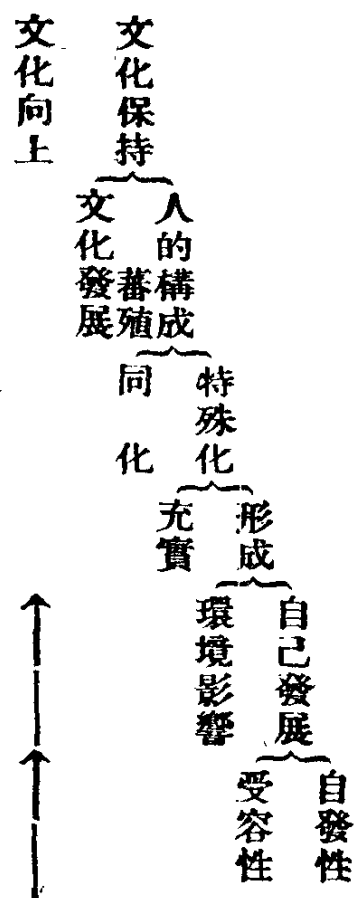 自發性
受容性
自己發展
環境影響
形成
充實
特殊化
同化
人的構成
蕃殖
文化發展
文化保持
文化向上